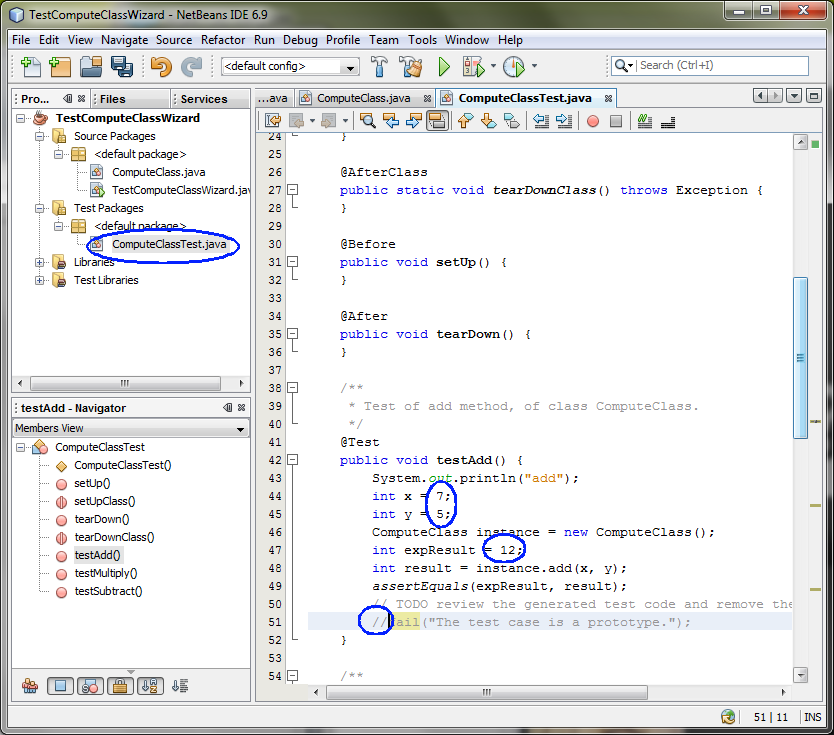 TestComputeClassWizard - NetBeans IDE 6.9
File Edit View Navigate Source Refactor Run Debug Profile Team Tools Window Help
<default config>
Search (Ctrl+I)
Pro...
Files
Services
TestComputeClassWizard
Source Packages
<default package>
ComputeClass.java
TestComputeClassWizard.jav
Test Packages
<default package>
ComputeClassTest.java
Libraries
Test Libraries
testAdd - Navigator
Members View
ComputeClassTest
ComputeClassTest()
setUp()
setUpClass()
tearDown()
tearDownClass()
testAdd()
testMultiply()
testSubtract()
...ava
ComputeClass.java
ComputeClassTest.java
24 }
25
26 @AfterClass
27 public static void tearDownClass() throws Exception {
28 }
29
30 @Before
31 public void setUp() {
32 }
33
34 @After
35 public void tearDown() {
36 }
37
38 /**
39 * Test of add method, of class ComputeClass.
40 */
41 @Test
42 public void testAdd() {
43 System.out.println("add");
44 int x = 7;
45 int y = 5;
46 ComputeClass instance = new ComputeClass();
47 int expResult = 12;
48 int result = instance.add(x, y);
49 assertEquals(expResult, result);
50 // TODO review the generated test code and remove the
51 //fail("The test case is a prototype.");
52 }
53
54 /**
51 | 11 INS